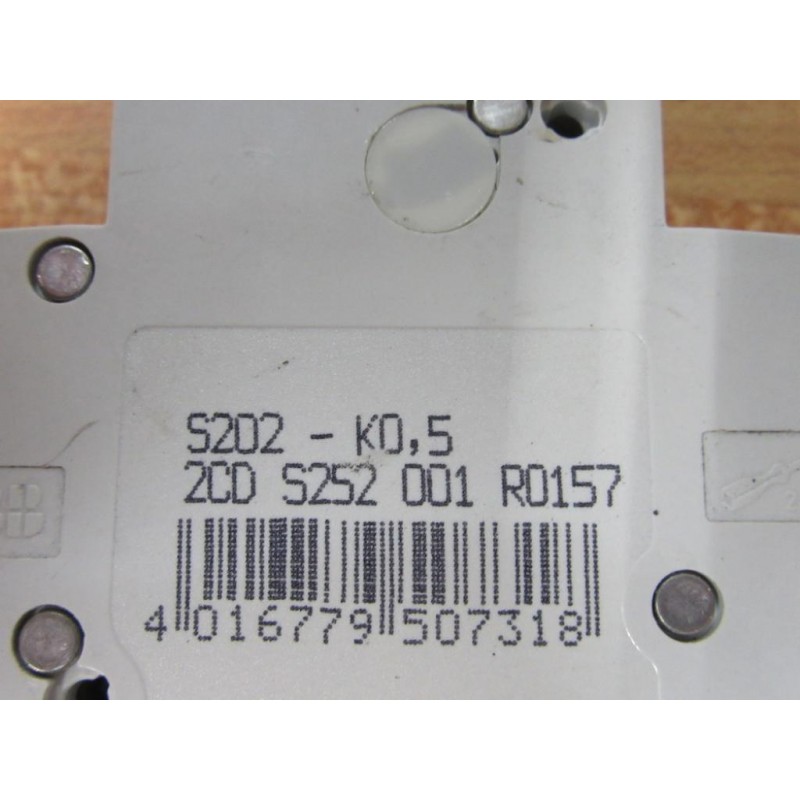 S202 - K0,5
2CD S252 001 R0157
4 016779 507318